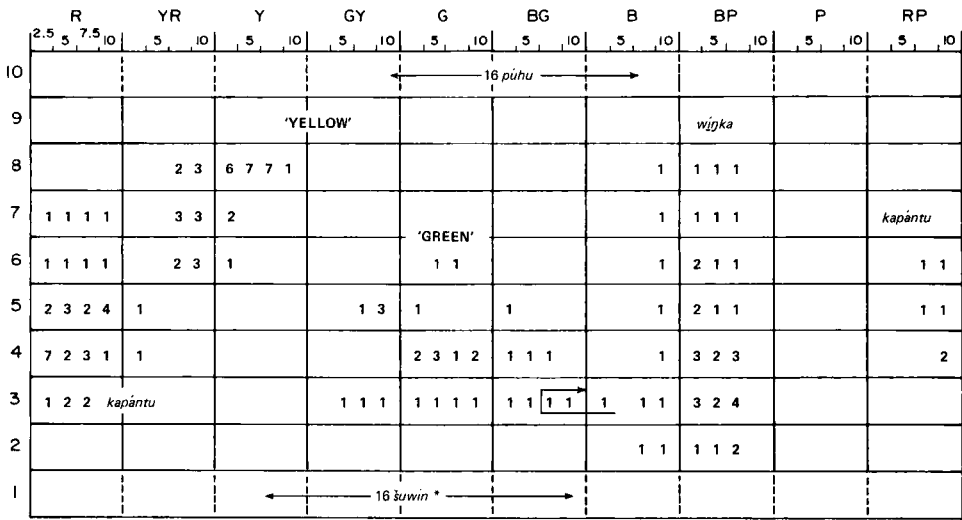 R YR Y GY G BG B BP P RP
2.5 5 7.5 10 5 10 5 10 5 10 5 10 5 10 5 10 5 10 5 10 5 10
10 16 púhu
9 'YELLOW' wíŋka
8 2 3 6 7 7 1 1 1 1 1
7 1 1 1 1 3 3 2 1 1 1 1 kapántu
'GREEN'
6 1 1 1 1 2 3 1 1 1 1 2 1 1 1 1
5 2 3 2 4 1 1 3 1 1 1 2 1 1 1 1
4 7 2 3 1 1 2 3 1 2 1 1 1 1 3 2 3 2
3 1 2 2 kapántu 1 1 1 1 1 1 1 1 1 1 1 1 1 1 3 2 4
2 1 1 1 1 2
1 16 šuwin *